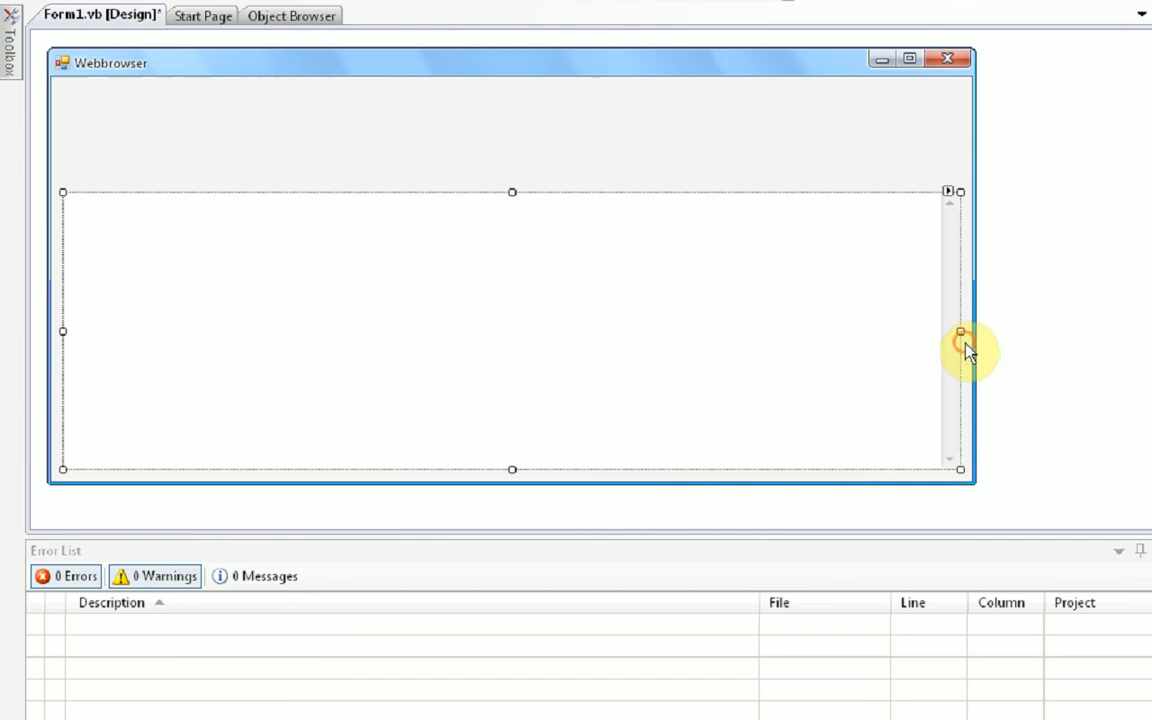 Form1.vb [Design]* Start Page Object Browser
Toolbox
Webbrowser
Error List
0 Errors 0 Warnings 0 Messages
Description File Line Column Project